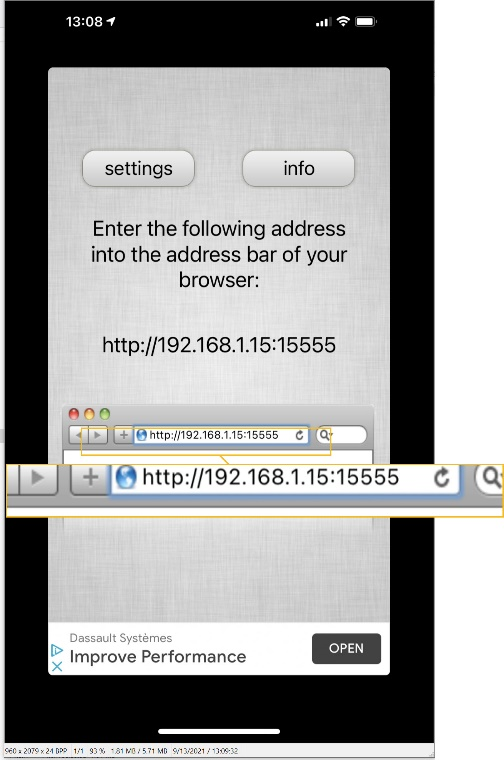 13:08
settings
info
Enter the following address
into the address bar of your
browser:
http://192.168.1.15:15555
http://192.168.1.15:15555
http://192.168.1.15:15555
Dassault Systèmes
Improve Performance
OPEN
960 x 2079 x 24 BPP 1/1 93 % 1.81 MB / 5.71 MB 9/13/2021 / 13:09:32